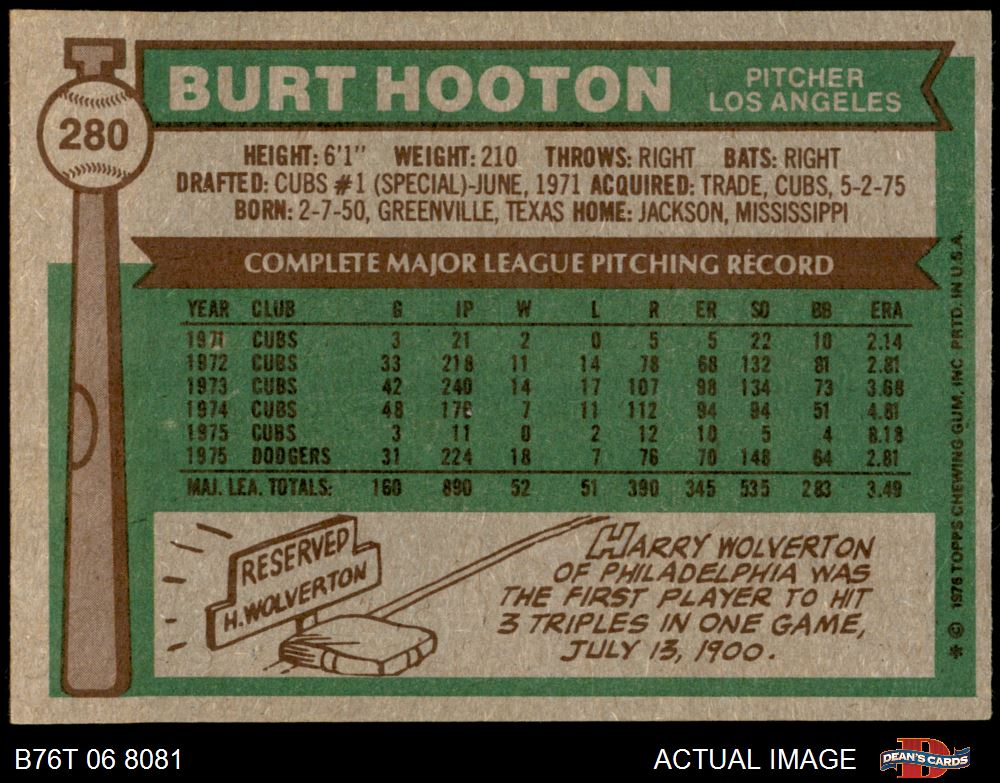 280
BURT HOOTON
PITCHER
LOS ANGELES
HEIGHT: 6'1" WEIGHT: 210 THROWS: RIGHT BATS: RIGHT
DRAFTED: CUBS #1 (SPECIAL)-JUNE, 1971 ACQUIRED: TRADE, CUBS, 5-2-75
BORN: 2-7-50, GREENVILLE, TEXAS HOME: JACKSON, MISSISSIPPI
COMPLETE MAJOR LEAGUE PITCHING RECORD
YEAR CLUB G IP W L R ER SO BB ERA
1971 CUBS 3 21 2 0 5 5 22 10 2.14
1972 CUBS 33 218 11 14 78 68 132 81 2.81
1973 CUBS 42 240 14 17 107 98 134 73 3.68
1974 CUBS 48 176 7 11 112 94 94 51 4.81
1975 CUBS 3 11 0 2 12 10 5 4 8.18
1975 DODGERS 31 224 18 7 76 70 148 64 2.81
MAJ. LEA. TOTALS: 160 890 52 51 390 345 535 283 3.49
RESERVED
H. WOLVERTON
HARRY WOLVERTON
OF PHILADELPHIA WAS
THE FIRST PLAYER TO HIT
3 TRIPLES IN ONE GAME,
JULY 13, 1900.
* © 1976 TOPPS CHEWING GUM, INC. PRTD. IN U.S.A.
B76T 06 8081
ACTUAL IMAGE
DEAN'S CARDS